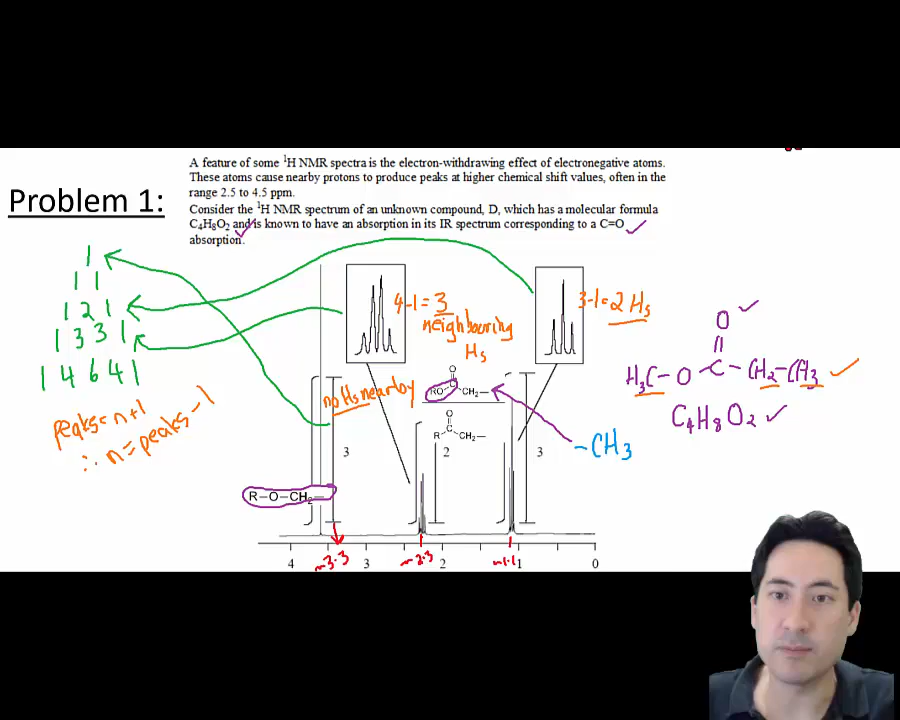 A feature of some ¹H NMR spectra is the electron-withdrawing effect of electronegative atoms.
These atoms cause nearby protons to produce peaks at higher chemical shift values, often in the
range 2.5 to 4.5 ppm.
Problem 1:
Consider the ¹H NMR spectrum of an unknown compound, D, which has a molecular formula
C₄H₈O₂ and is known to have an absorption in its IR spectrum corresponding to a C=O
absorption.
1
1 1
1 2 1
1 3 3 1
1 4 6 4 1
peaks = n+1
∴ n = peaks - 1
4-1=3
neighbouring
Hs
3-1=2 Hs
no Hs nearby
O
RO C CH₂—
O
R C CH₂—
R—O—CH₂—
3
2
3
-CH3
O
H3C-O-C-CH2-CH3
C4H8O2
4 3 2 1 0
~3.3 ~2.3 ~1.1